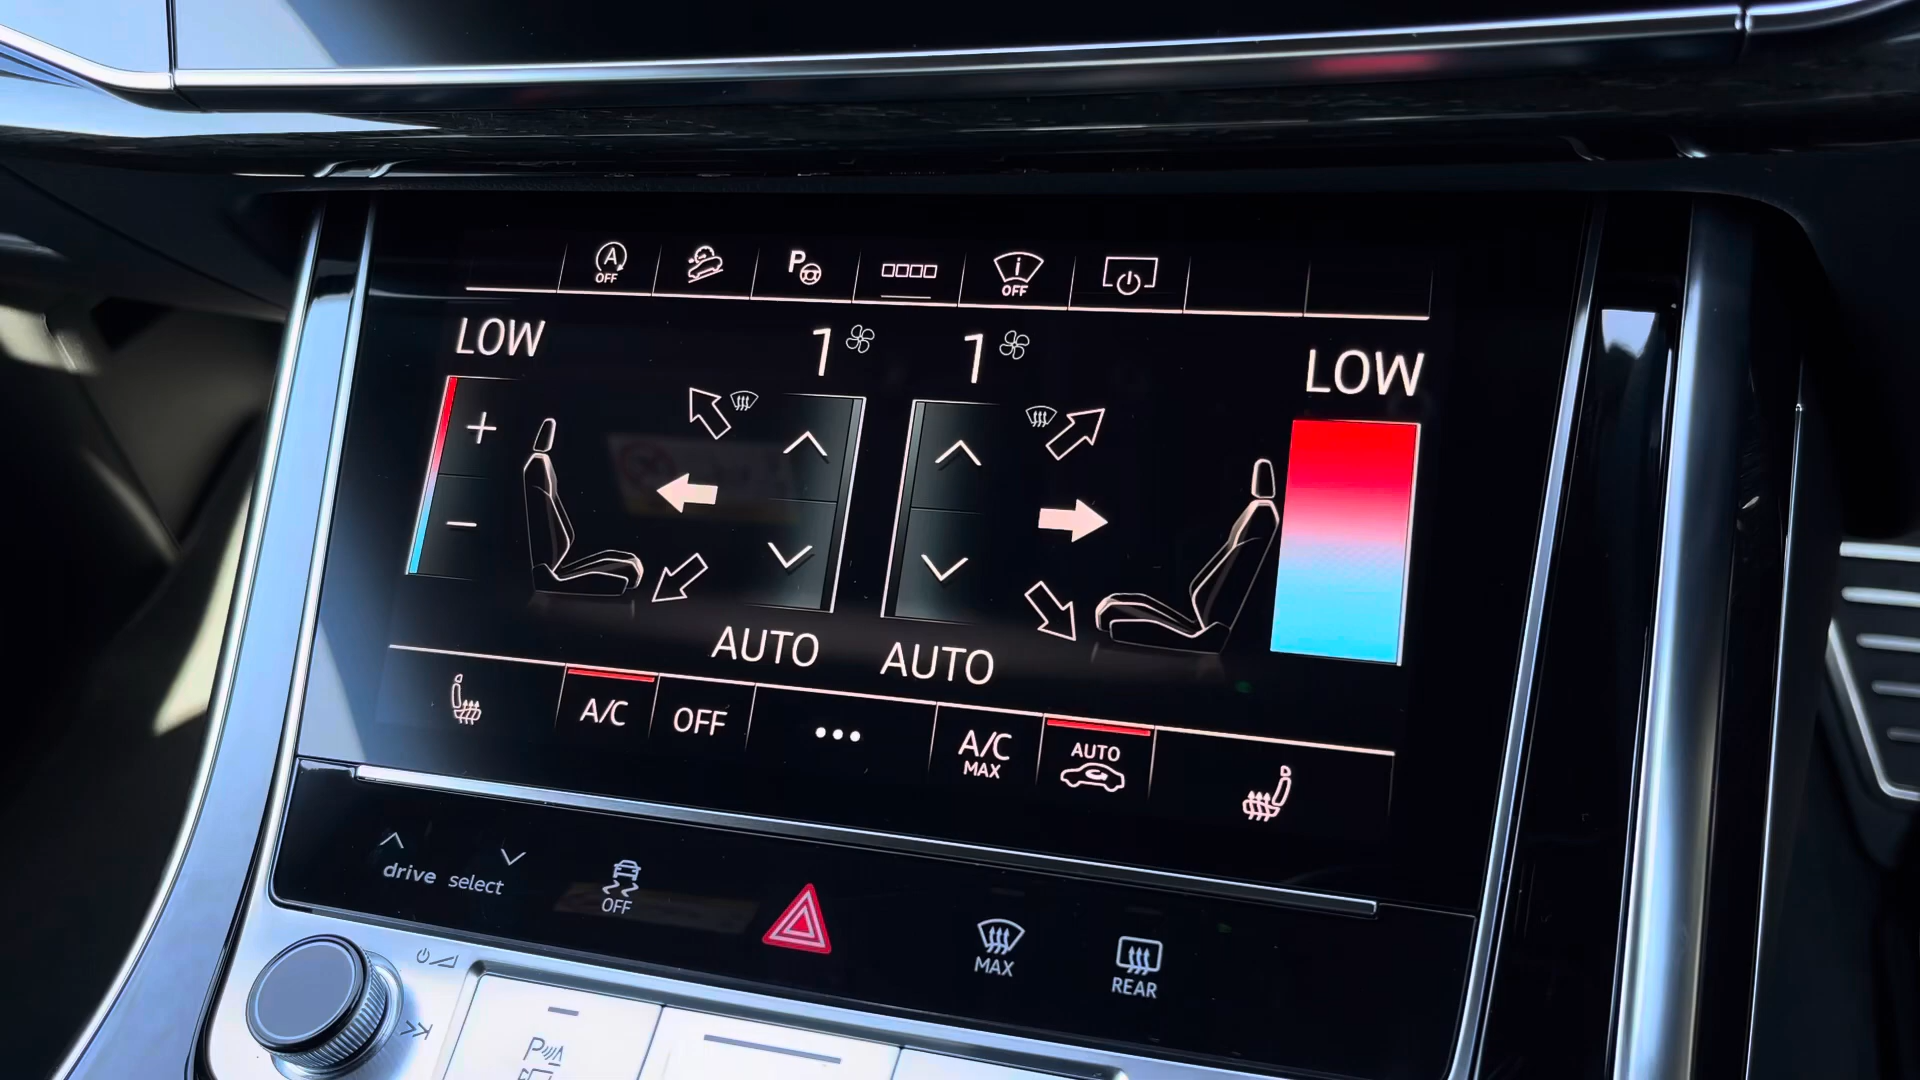 A
OFF
P
i
OFF
LOW
1
1
LOW
AUTO
AUTO
A/C
OFF
...
A/C
MAX
AUTO
drive select
OFF
MAX
REAR
P